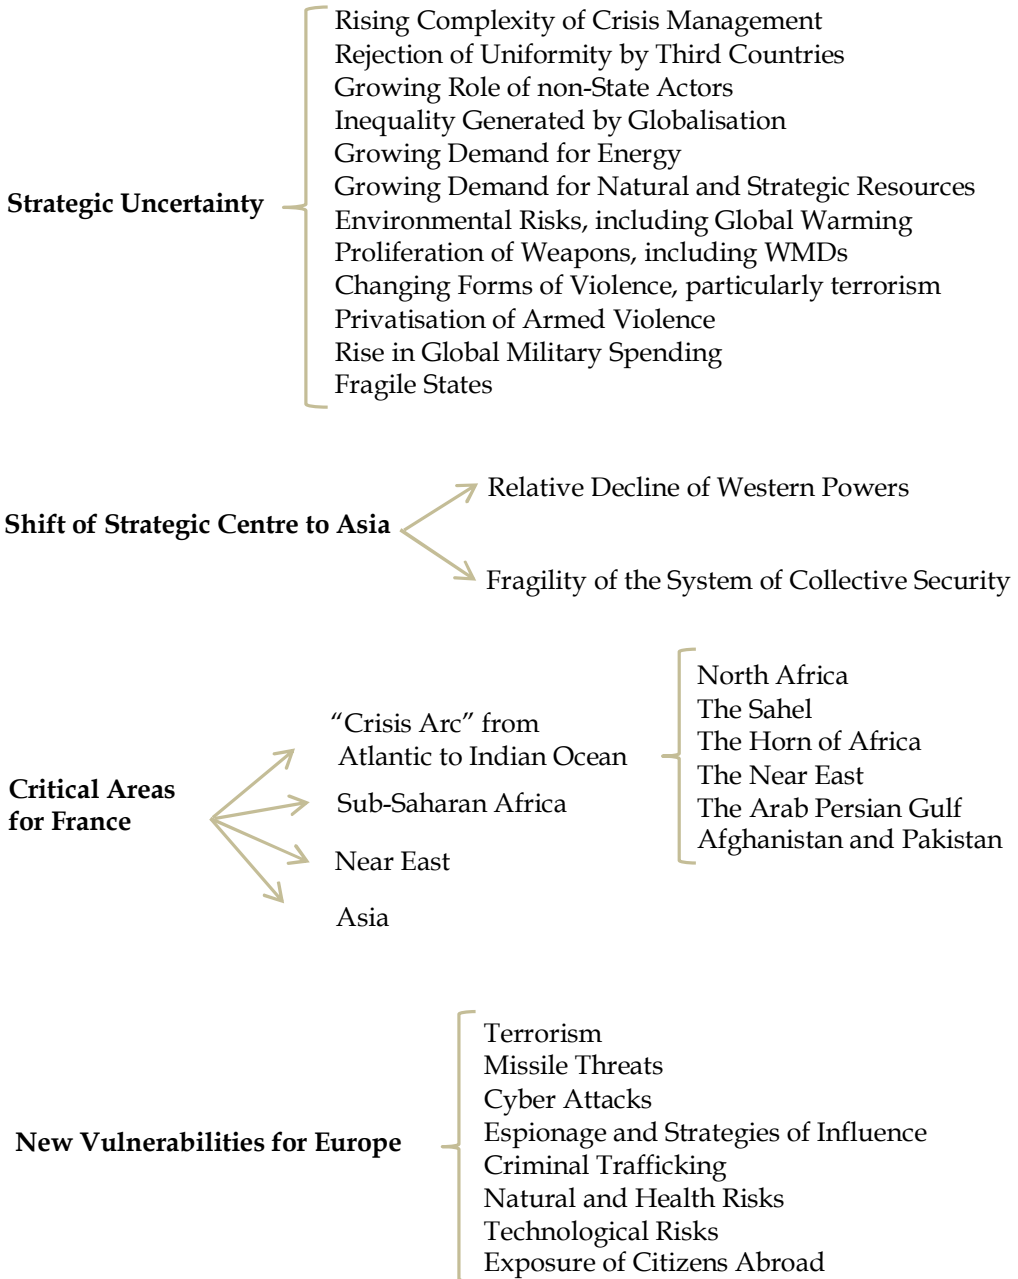 Rising Complexity of Crisis Management
Rejection of Uniformity by Third Countries
Growing Role of non-State Actors
Inequality Generated by Globalisation
Growing Demand for Energy
Growing Demand for Natural and Strategic Resources
Strategic Uncertainty
Environmental Risks, including Global Warming
Proliferation of Weapons, including WMDs
Changing Forms of Violence, particularly terrorism
Privatisation of Armed Violence
Rise in Global Military Spending
Fragile States
Relative Decline of Western Powers
Shift of Strategic Centre to Asia
Fragility of the System of Collective Security
"Crisis Arc" from
Atlantic to Indian Ocean
North Africa
The Sahel
The Horn of Africa
The Near East
The Arab Persian Gulf
Afghanistan and Pakistan
Critical Areas
for France
Sub-Saharan Africa
Near East
Asia
New Vulnerabilities for Europe
Terrorism
Missile Threats
Cyber Attacks
Espionage and Strategies of Influence
Criminal Trafficking
Natural and Health Risks
Technological Risks
Exposure of Citizens Abroad